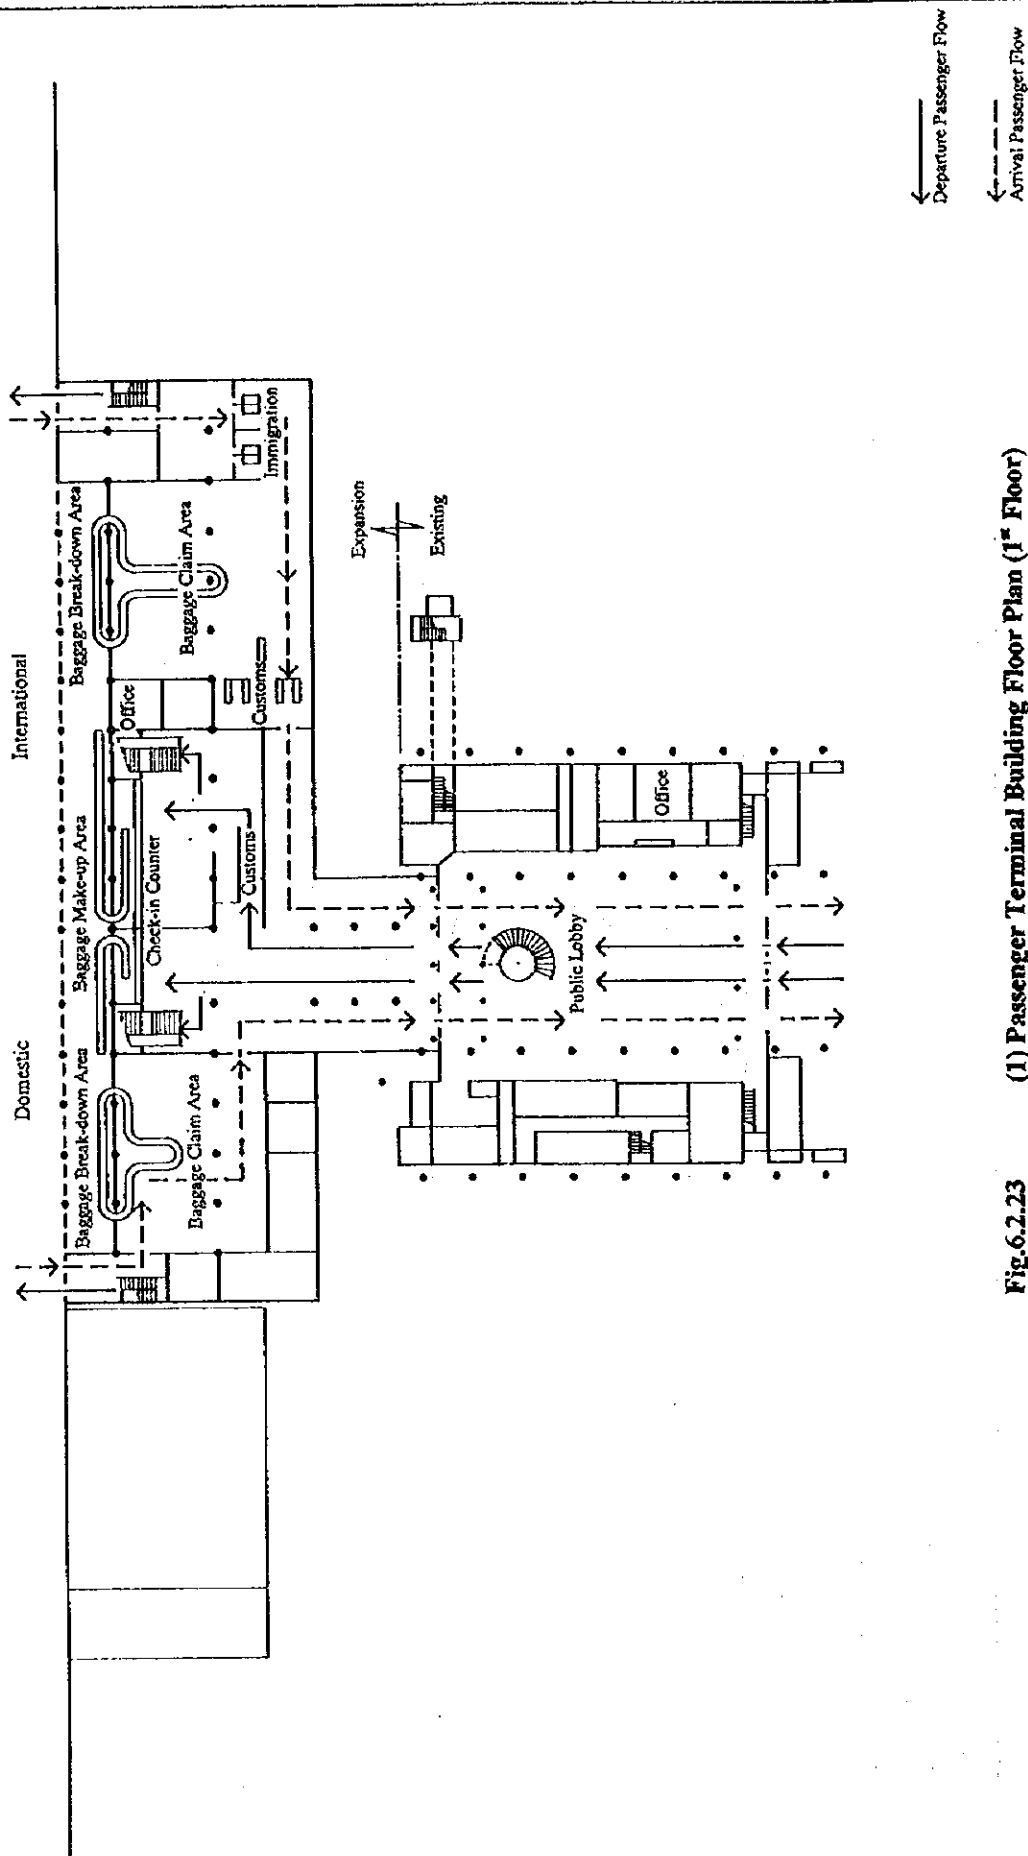 Domestic
International
Baggage Break-down Area
Baggage Make-up Area
Baggage Break-down Area
Office
Check-in Counter
Baggage Claim Area
Baggage Claim Area
Customs
Customs
Immigration
Expansion
Existing
Public Lobby
Office
Departure Passenger Flow
Arrival Passenger Flow
Fig.6.2.23 (1) Passenger Terminal Building Floor Plan (1st Floor)